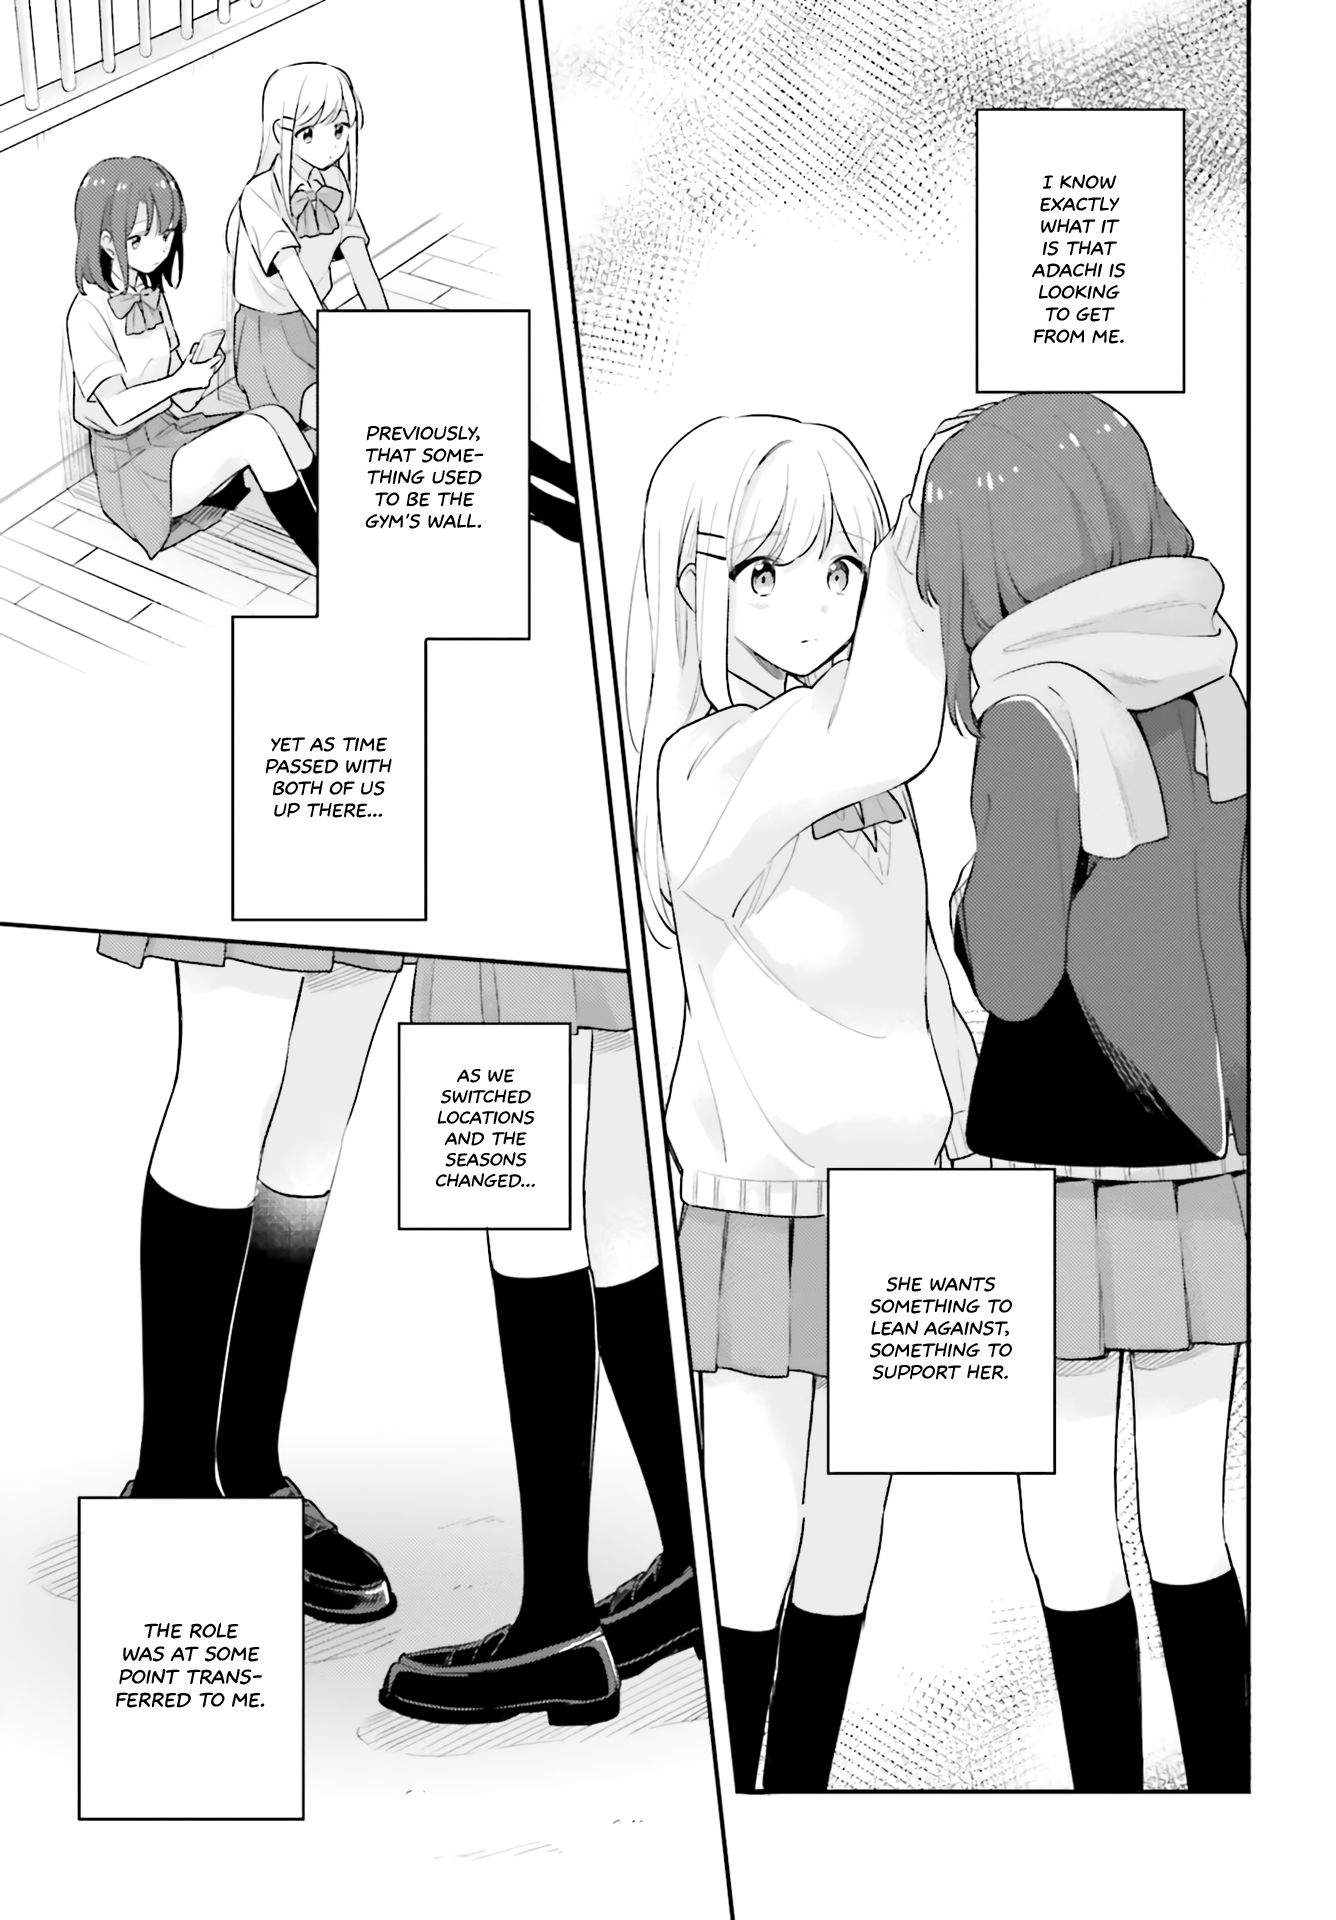 I KNOW
EXACTLY
WHAT IT
IS THAT
ADACHI IS
LOOKING
TO GET
FROM ME.
SHE WANTS
SOMETHING TO
LEAN AGAINST,
SOMETHING TO
SUPPORT HER.
PREVIOUSLY,
THAT SOME-
THING USED
TO BE THE
GYM'S WALL.
YET AS TIME
PASSED WITH
BOTH OF US
UP THERE...
AS WE
SWITCHED
LOCATIONS
AND THE
SEASONS
CHANGED...
THE ROLE
WAS AT SOME
POINT TRANS-
FERRED TO ME.